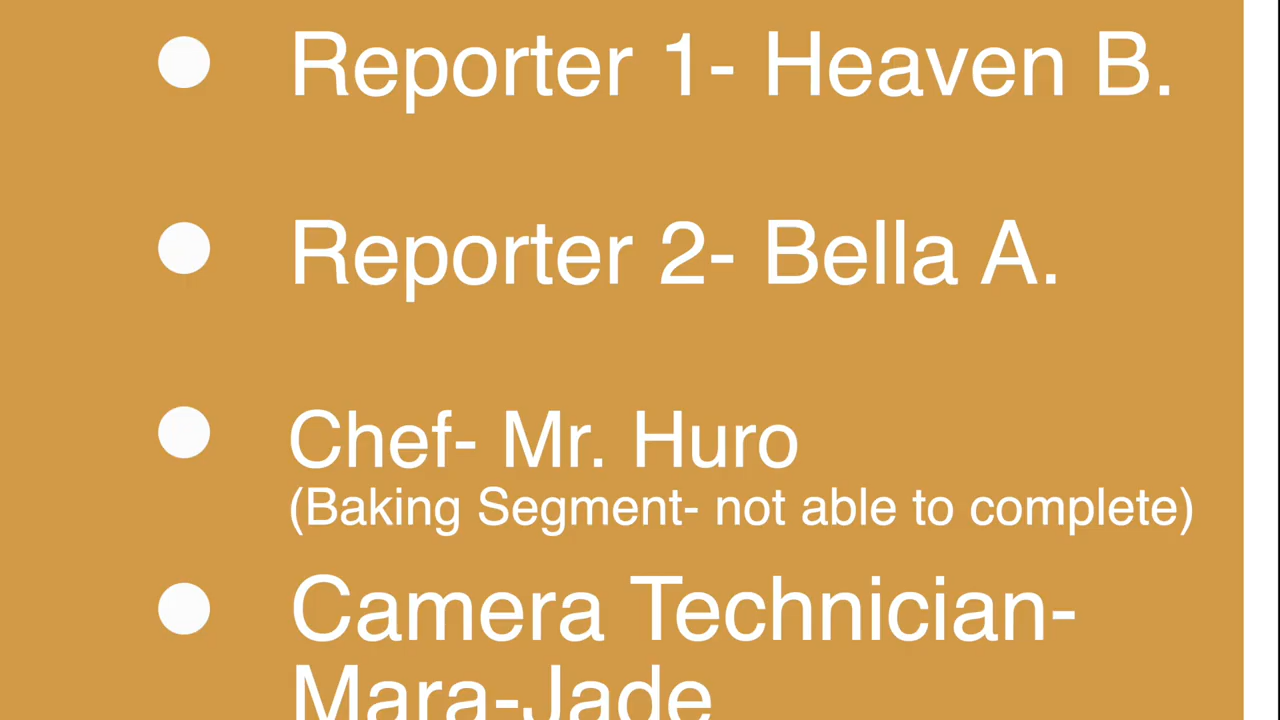 Reporter 1- Heaven B.
Reporter 2- Bella A.
Chef- Mr. Huro
(Baking Segment- not able to complete)
Camera Technician-
Mara-Jade